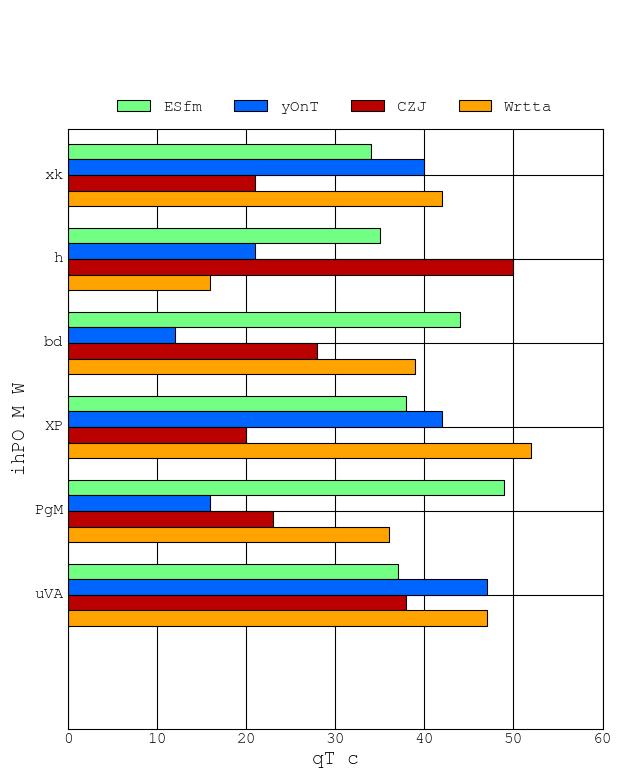 ESfm yOnT CZJ Wrtta
xk
h
bd
XP
PgM
uVA
ihPO M W
0 10 20 30 40 50 60
qT c